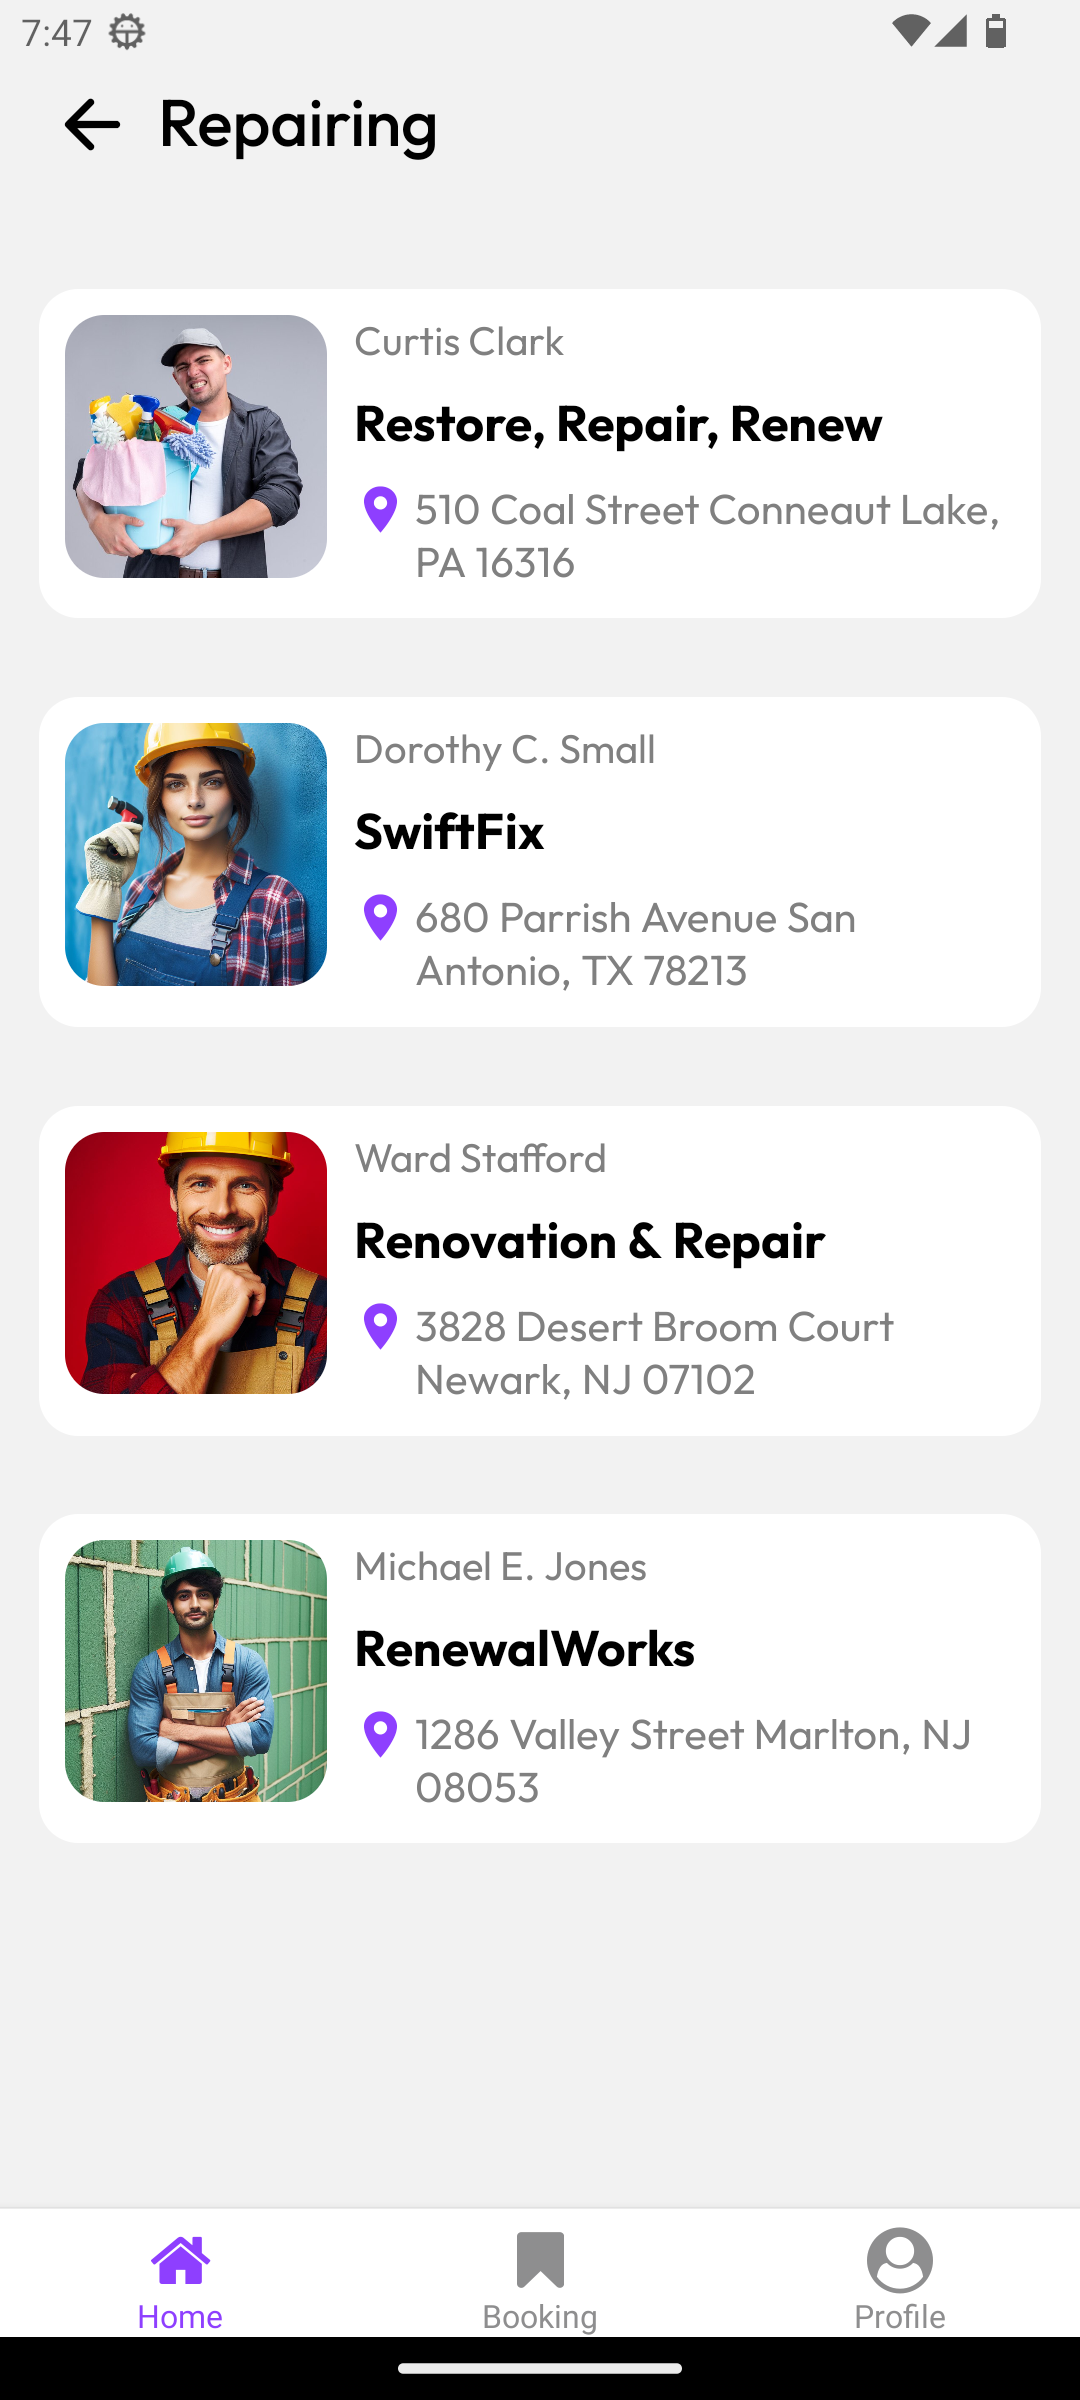 7:47
Repairing
Curtis Clark
Restore, Repair, Renew
510 Coal Street Conneaut Lake,
PA 16316
Dorothy C. Small
SwiftFix
680 Parrish Avenue San
Antonio, TX 78213
Ward Stafford
Renovation & Repair
3828 Desert Broom Court
Newark, NJ 07102
Michael E. Jones
RenewalWorks
1286 Valley Street Marlton, NJ
08053
Home
Booking
Profile